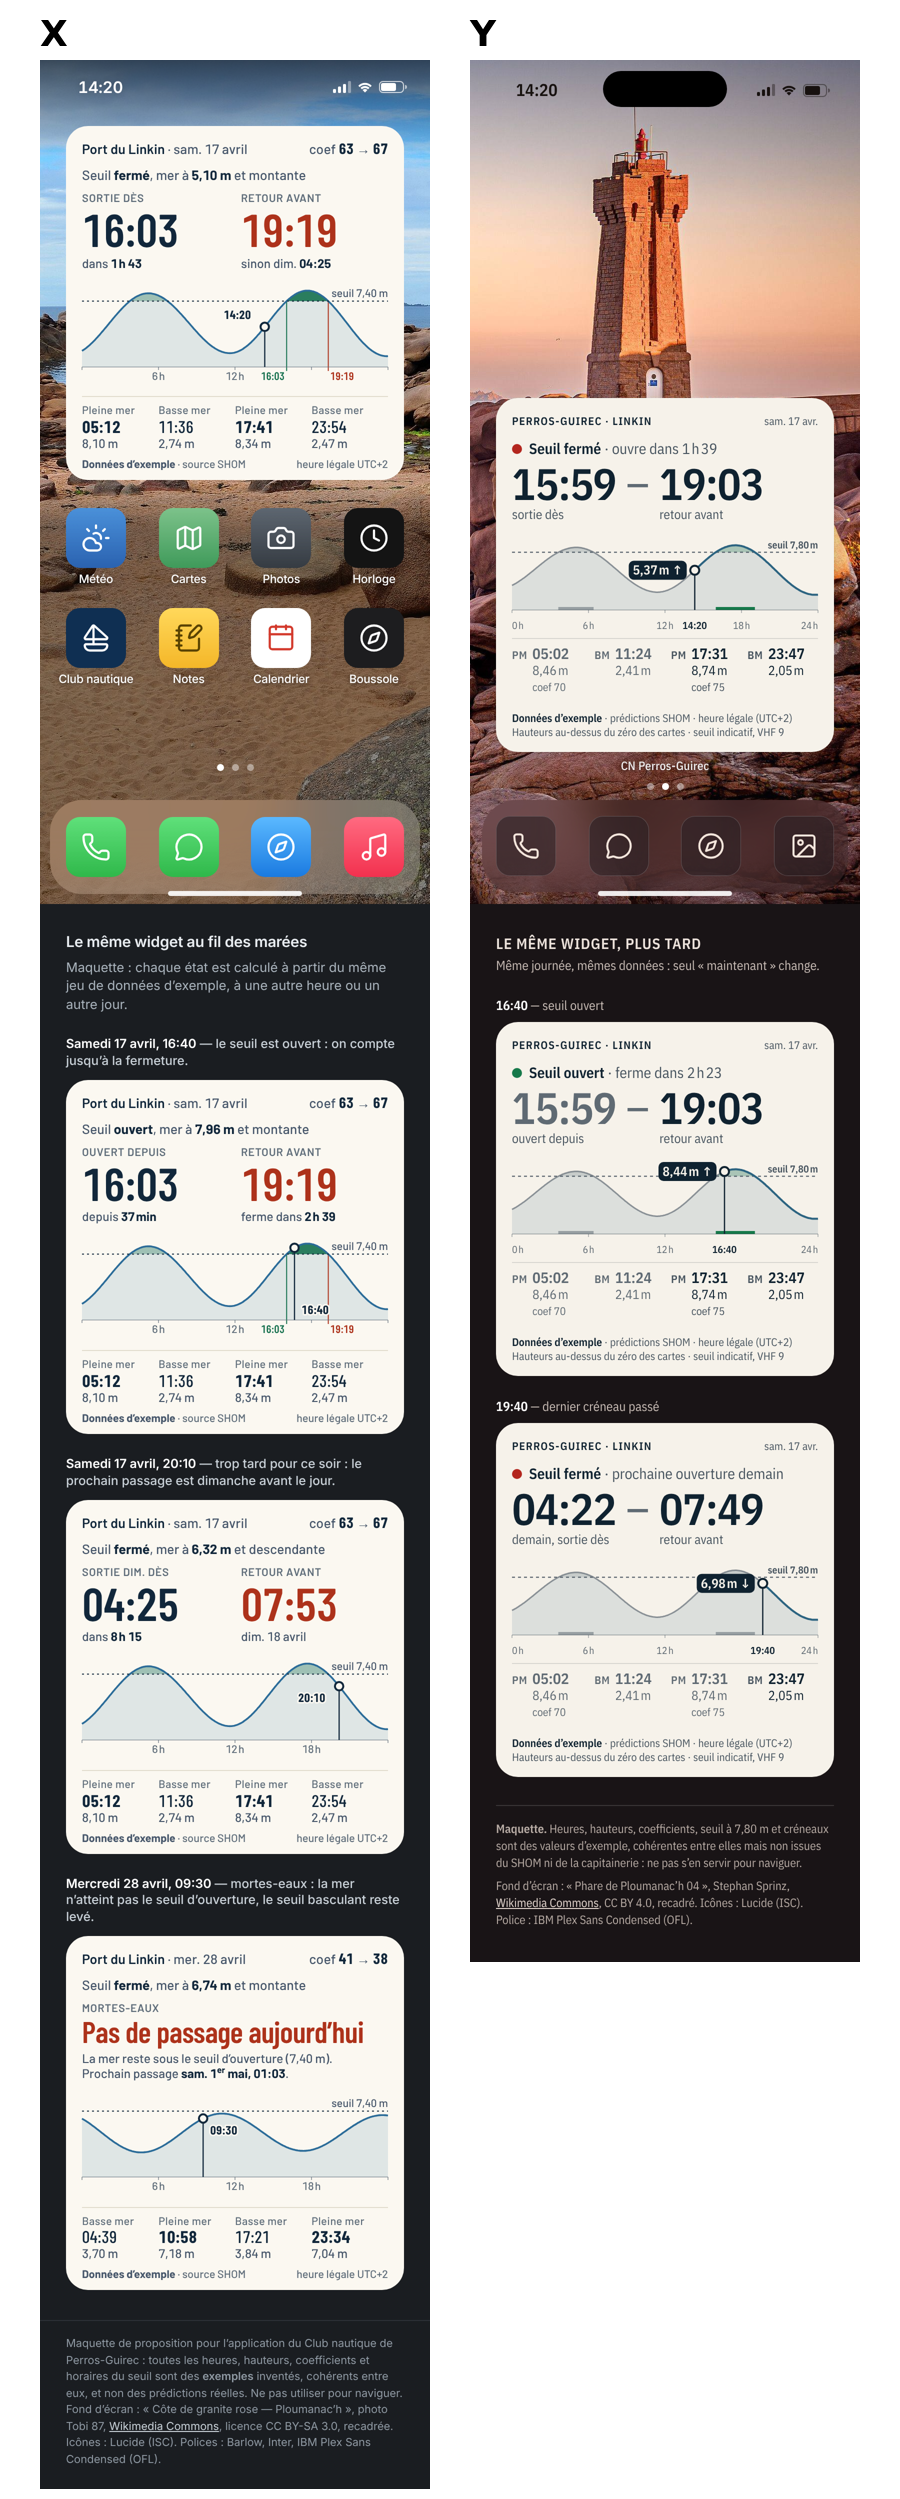 X
14:20
Port du Linkin · sam. 17 avril
coef 63 → 67
Seuil fermé, mer à 5,10 m et montante
SORTIE DÈS
RETOUR AVANT
16:03
19:19
dans 1 h 43
sinon dim. 04:25
seuil 7,40 m
14:20
6 h
12 h
16:03
19:19
Pleine mer
Basse mer
Pleine mer
Basse mer
05:12
11:36
17:41
23:54
8,10 m
2,74 m
8,34 m
2,47 m
Données d’exemple · source SHOM
heure légale UTC+2
Météo
Cartes
Photos
Horloge
Club nautique
Notes
Calendrier
Boussole
Le même widget au fil des marées
Maquette : chaque état est calculé à partir du même
jeu de données d’exemple, à une autre heure ou un
autre jour.
Samedi 17 avril, 16:40 — le seuil est ouvert : on compte
jusqu’à la fermeture.
Port du Linkin · sam. 17 avril
coef 63 → 67
Seuil ouvert, mer à 7,96 m et montante
OUVERT DEPUIS
RETOUR AVANT
16:03
19:19
depuis 37 min
ferme dans 2 h 39
seuil 7,40 m
16:40
6 h
12 h
16:03
19:19
Pleine mer
Basse mer
Pleine mer
Basse mer
05:12
11:36
17:41
23:54
8,10 m
2,74 m
8,34 m
2,47 m
Données d’exemple · source SHOM
heure légale UTC+2
Samedi 17 avril, 20:10 — trop tard pour ce soir : le
prochain passage est dimanche avant le jour.
Port du Linkin · sam. 17 avril
coef 63 → 67
Seuil fermé, mer à 6,32 m et descendante
SORTIE DIM. DÈS
RETOUR AVANT
04:25
07:53
dans 8 h 15
dim. 18 avril
seuil 7,40 m
20:10
6 h
12 h
18 h
Pleine mer
Basse mer
Pleine mer
Basse mer
05:12
11:36
17:41
23:54
8,10 m
2,74 m
8,34 m
2,47 m
Données d’exemple · source SHOM
heure légale UTC+2
Mercredi 28 avril, 09:30 — mortes-eaux : la mer
n’atteint pas le seuil d’ouverture, le seuil basculant reste
levé.
Port du Linkin · mer. 28 avril
coef 41 → 38
Seuil fermé, mer à 6,74 m et montante
MORTES-EAUX
Pas de passage aujourd’hui
La mer reste sous le seuil d’ouverture (7,40 m).
Prochain passage sam. 1er mai, 01:03.
seuil 7,40 m
09:30
6 h
12 h
18 h
Basse mer
Pleine mer
Basse mer
Pleine mer
04:39
10:58
17:21
23:34
3,70 m
7,18 m
3,84 m
7,04 m
Données d’exemple · source SHOM
heure légale UTC+2
Maquette de proposition pour l’application du Club nautique de
Perros-Guirec : toutes les heures, hauteurs, coefficients et
horaires du seuil sont des exemples inventés, cohérents entre
eux, et non des prédictions réelles. Ne pas utiliser pour naviguer.
Fond d’écran : « Côte de granite rose — Ploumanac’h », photo
Tobi 87, Wikimedia Commons, licence CC BY-SA 3.0, recadrée.
Icônes : Lucide (ISC). Polices : Barlow, Inter, IBM Plex Sans
Condensed (OFL).
Y
14:20
PERROS-GUIREC · LINKIN
sam. 17 avr.
Seuil fermé · ouvre dans 1 h 39
15:59 — 19:03
sortie dès
retour avant
seuil 7,80 m
5,37 m ↑
0 h
6 h
12 h
14:20
18 h
24 h
PM 05:02
BM 11:24
PM 17:31
BM 23:47
8,46 m
2,41 m
8,74 m
2,05 m
coef 70
coef 75
Données d’exemple · prédictions SHOM · heure légale (UTC+2)
Hauteurs au-dessus du zéro des cartes · seuil indicatif, VHF 9
CN Perros-Guirec
LE MÊME WIDGET, PLUS TARD
Même journée, mêmes données : seul « maintenant » change.
16:40 — seuil ouvert
PERROS-GUIREC · LINKIN
sam. 17 avr.
Seuil ouvert · ferme dans 2 h 23
15:59 — 19:03
ouvert depuis
retour avant
seuil 7,80 m
8,44 m ↑
0 h
6 h
12 h
16:40
24 h
PM 05:02
BM 11:24
PM 17:31
BM 23:47
8,46 m
2,41 m
8,74 m
2,05 m
coef 70
coef 75
Données d’exemple · prédictions SHOM · heure légale (UTC+2)
Hauteurs au-dessus du zéro des cartes · seuil indicatif, VHF 9
19:40 — dernier créneau passé
PERROS-GUIREC · LINKIN
sam. 17 avr.
Seuil fermé · prochaine ouverture demain
04:22 — 07:49
demain, sortie dès
retour avant
seuil 7,80 m
6,98 m ↓
0 h
6 h
12 h
19:40
24 h
PM 05:02
BM 11:24
PM 17:31
BM 23:47
8,46 m
2,41 m
8,74 m
2,05 m
coef 70
coef 75
Données d’exemple · prédictions SHOM · heure légale (UTC+2)
Hauteurs au-dessus du zéro des cartes · seuil indicatif, VHF 9
Maquette. Heures, hauteurs, coefficients, seuil à 7,80 m et créneaux
sont des valeurs d’exemple, cohérentes entre elles mais non issues
du SHOM ni de la capitainerie : ne pas s’en servir pour naviguer.
Fond d’écran : « Phare de Ploumanac’h 04 », Stephan Sprinz,
Wikimedia Commons, CC BY 4.0, recadré. Icônes : Lucide (ISC).
Police : IBM Plex Sans Condensed (OFL).